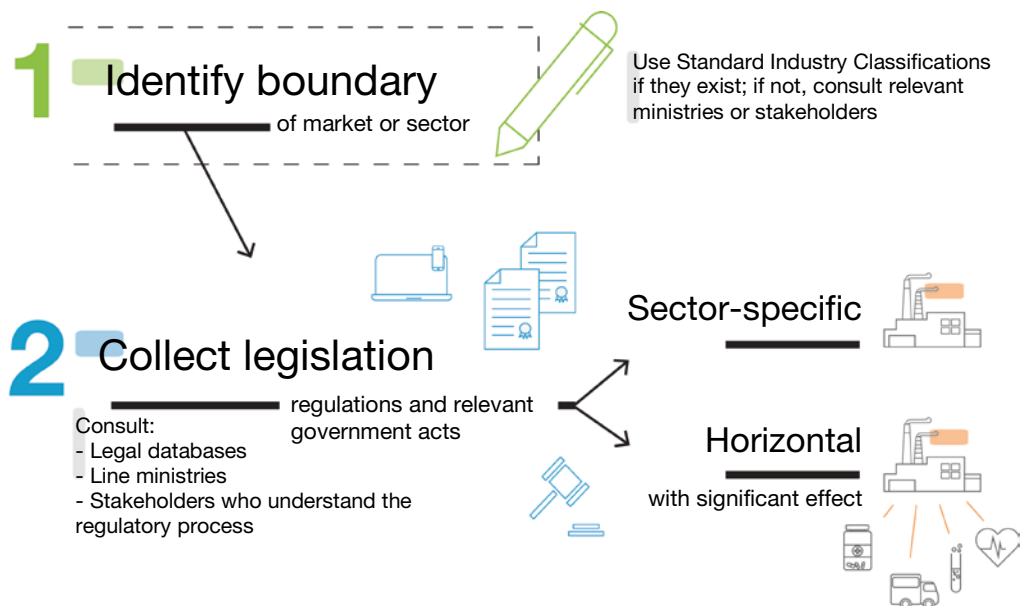 1
Identify boundary
of market or sector
Use Standard Industry Classifications
if they exist; if not, consult relevant
ministries or stakeholders
2
Collect legislation
regulations and relevant
government acts
Consult:
- Legal databases
- Line ministries
- Stakeholders who understand the
regulatory process
Sector-specific
Horizontal
with significant effect